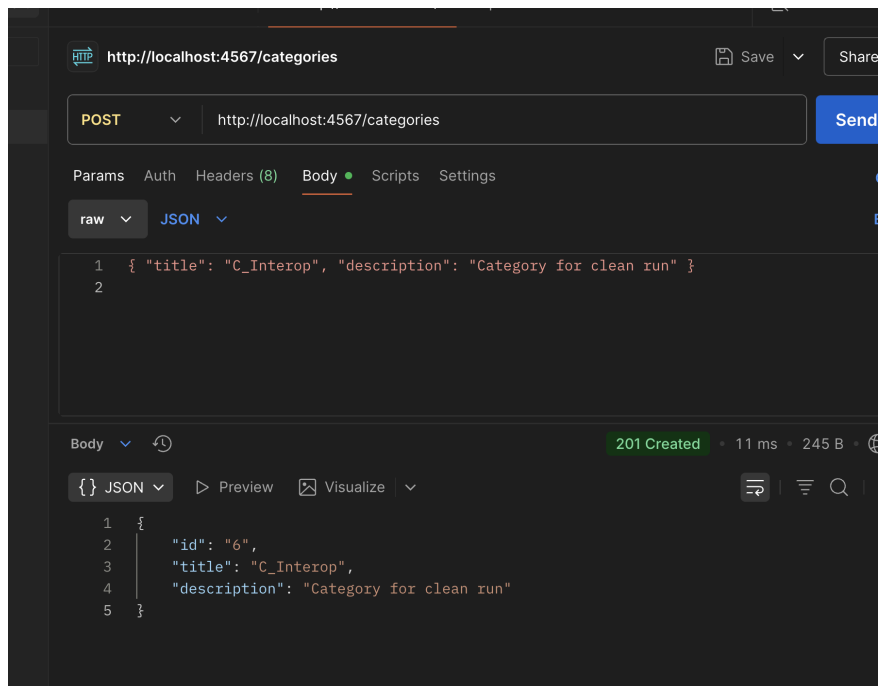 HTTP http://localhost:4567/categories Save Share
POST http://localhost:4567/categories Send
Params Auth Headers (8) Body Scripts Settings
raw JSON
1 { "title": "C_Interop", "description": "Category for clean run" }
2
Body 201 Created 11 ms 245 B
{} JSON Preview Visualize
1 {
2 "id": "6",
3 "title": "C_Interop",
4 "description": "Category for clean run"
5 }